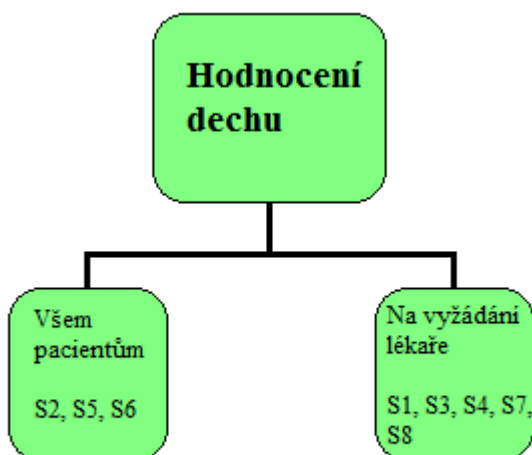 Hodnocení
dechu
Všem
pacientům
S2, S5, S6
Na vyžádání
lékaře
S1, S3, S4, S7,
S8